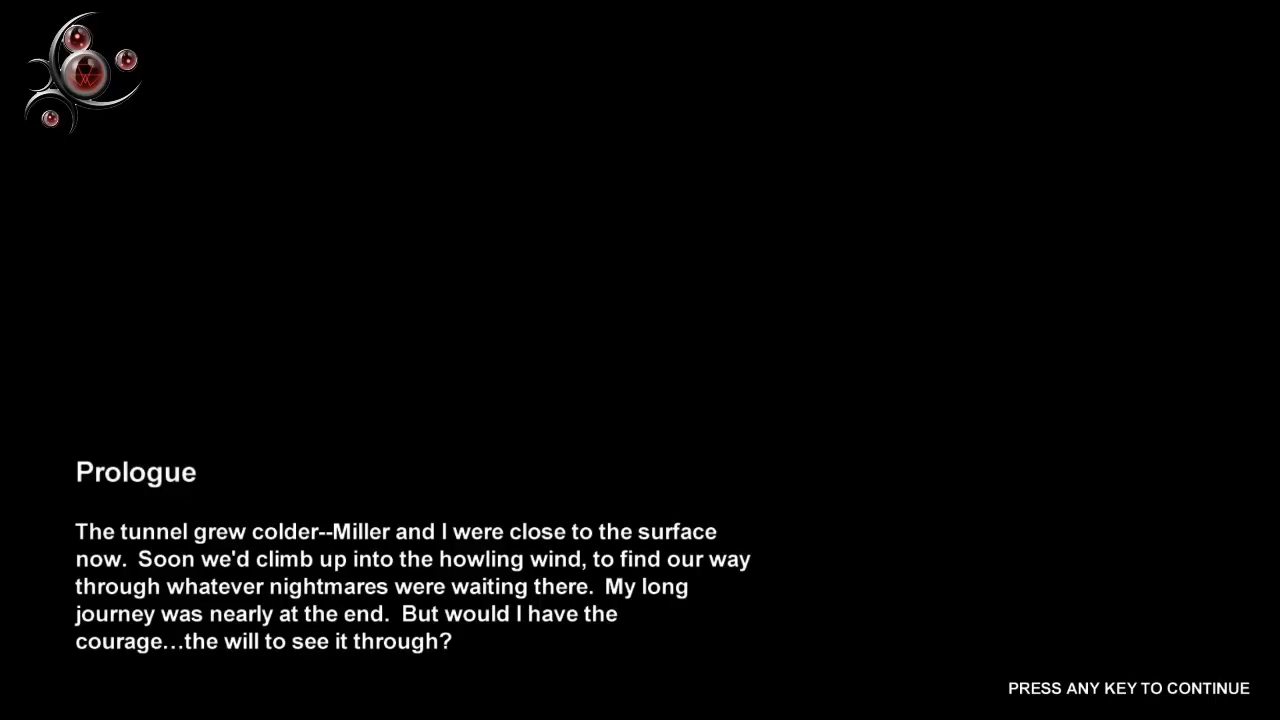 Prologue
The tunnel grew colder--Miller and I were close to the surface
now.  Soon we'd climb up into the howling wind, to find our way
through whatever nightmares were waiting there.  My long
journey was nearly at the end.  But would I have the
courage…the will to see it through?
PRESS ANY KEY TO CONTINUE